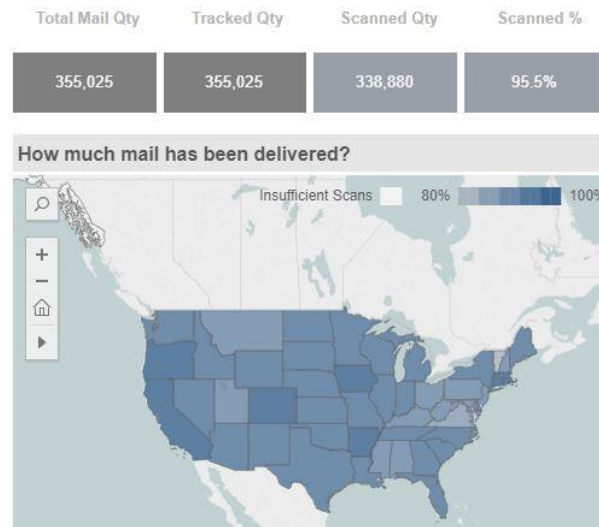 Total Mail Qty Tracked Qty Scanned Qty Scanned %
355,025 355,025 338,880 95.5%
How much mail has been delivered?
Insufficient Scans 80% 100%